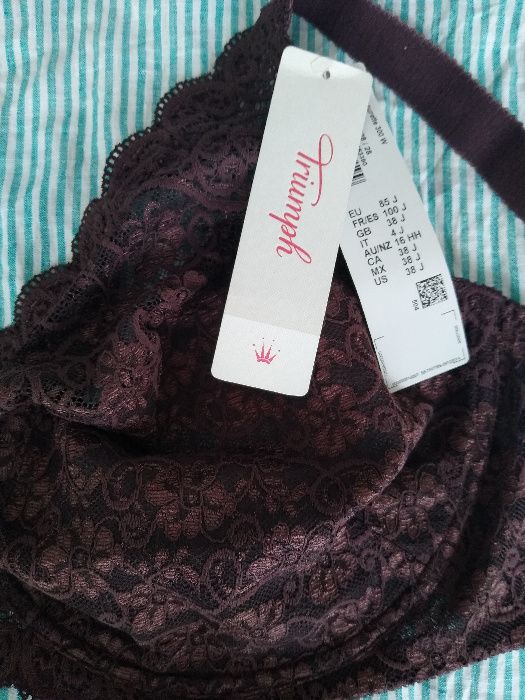 Triumph
300 W
EU 85 J
FR/ES 100 J
GB 38 J
IT 4 J
AU/NZ 16 HH
CA 38 J
MX 38 J
US 38 J